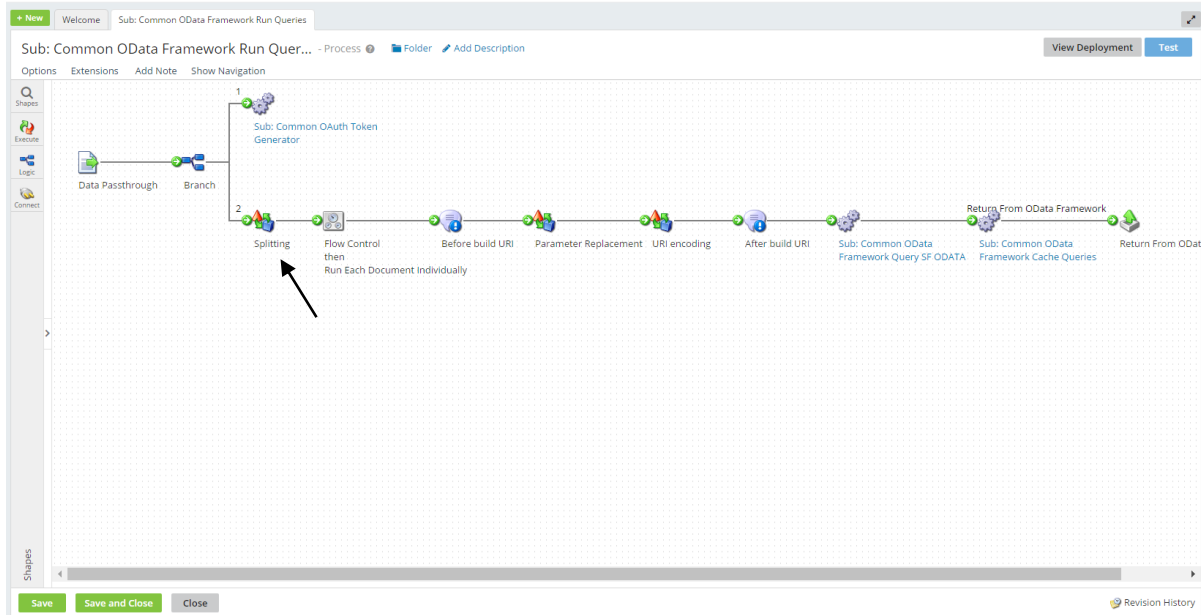 + New
Welcome
Sub: Common OData Framework Run Queries
Sub: Common OData Framework Run Quer... - Process
Folder
Add Description
View Deployment
Test
Options
Extensions
Add Note
Show Navigation
Shapes
Execute
Logic
Connect
1
Sub: Common OAuth Token
Generator
Data Passthrough
Branch
2
Return From OData Framework
Splitting
Flow Control
then
Run Each Document Individually
Before build URI
Parameter Replacement
URI encoding
After build URI
Sub: Common OData
Framework Query SF ODATA
Sub: Common OData
Framework Cache Queries
Return From ODat
Shapes
Save
Save and Close
Close
Revision History